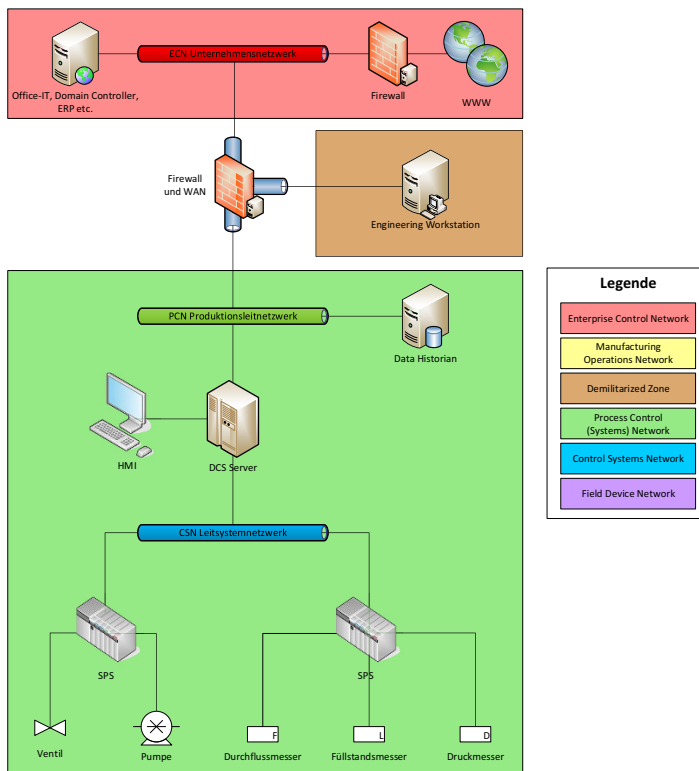 ECN Unternehmensnetzwerk
Office-IT, Domain Controller,
ERP etc.
Firewall
WWW
Firewall
und WAN
Engineering Workstation
PCN Produktionsleitnetzwerk
Data Historian
HMI
DCS Server
CSN Leitsystemnetzwerk
SPS
SPS
F
L
D
Ventil
Pumpe
Durchflussmesser
Füllstandsmesser
Druckmesser
Legende
Enterprise Control Network
Manufacturing
Operations Network
Demilitarized Zone
Process Control
(Systems) Network
Control Systems Network
Field Device Network